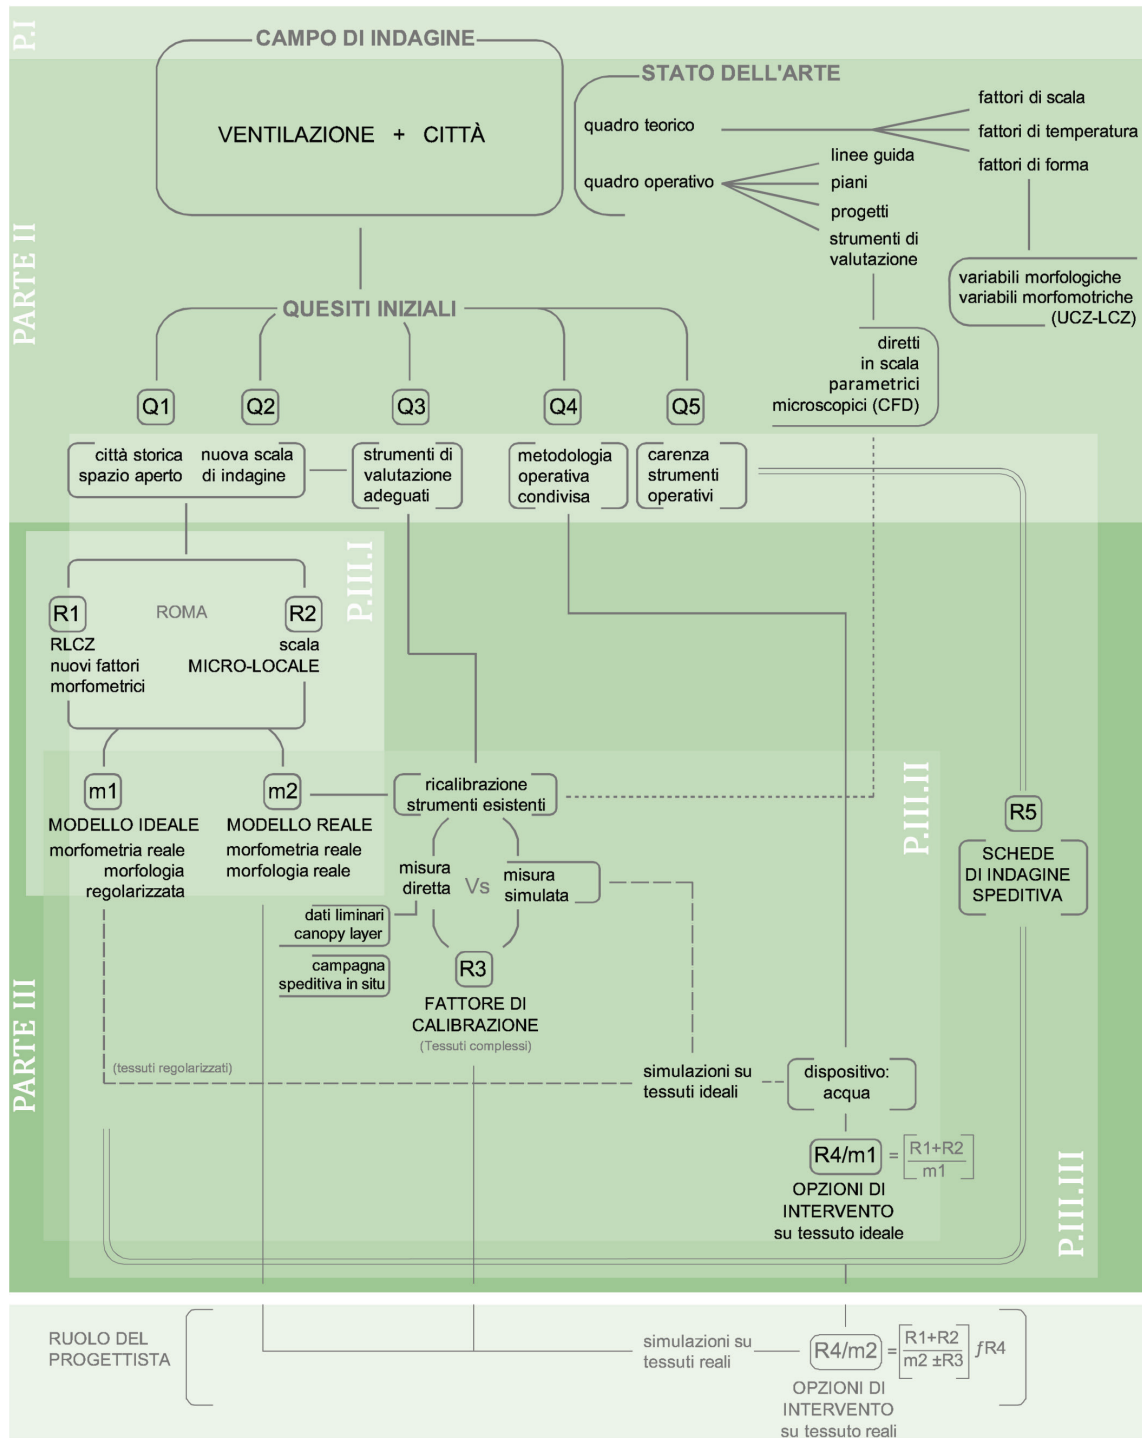 P.I
CAMPO DI INDAGINE
VENTILAZIONE + CITTÀ
STATO DELL'ARTE
quadro teorico
fattori di scala
fattori di temperatura
fattori di forma
quadro operativo
linee guida
piani
progetti
strumenti di
valutazione
variabili morfologiche
variabili morfomotriche
(UCZ-LCZ)
diretti
in scala
parametrici
microscopici (CFD)
PARTE II
QUESITI INIZIALI
Q1
Q2
Q3
Q4
Q5
città storica
spazio aperto
nuova scala
di indagine
strumenti di
valutazione
adeguati
metodologia
operativa
condivisa
carenza
strumenti
operativi
P.III.I
R1
ROMA
R2
RLCZ
nuovi fattori
morfometrici
scala
MICRO-LOCALE
m1
MODELLO IDEALE
morfometria reale
morfologia
regolarizzata
m2
MODELLO REALE
morfometria reale
morfologia reale
ricalibrazione
strumenti esistenti
misura
diretta
Vs
misura
simulata
dati liminari
canopy layer
campagna
speditiva in situ
R3
FATTORE DI
CALIBRAZIONE
(Tessuti complessi)
P.III.II
R5
SCHEDE
DI INDAGINE
SPEDITIVA
PARTE III
(tessuti regolarizzati)
simulazioni su
tessuti ideali
dispositivo:
acqua
R4/m1 = [R1+R2
m1]
OPZIONI DI
INTERVENTO
su tessuto ideale
P.III.III
RUOLO DEL
PROGETTISTA
simulazioni su
tessuti reali
R4/m2 = [R1+R2
m2 ±R3] ƒR4
OPZIONI DI
INTERVENTO
su tessuto reali